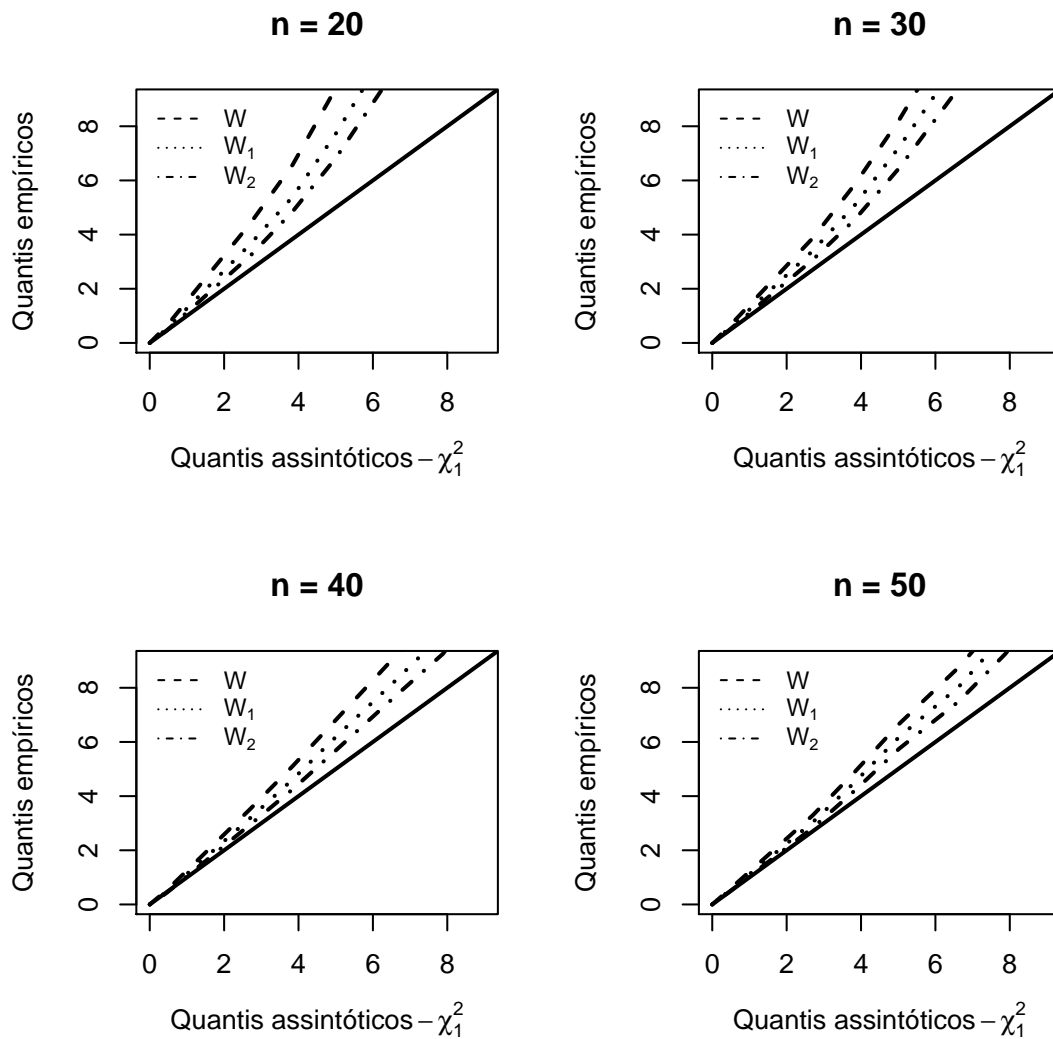 n = 20
Quantis empíricos
8
6
4
2
0
W
W₁
W₂
0 2 4 6 8
Quantis assintóticos − χ₁²
n = 30
Quantis empíricos
8
6
4
2
0
W
W₁
W₂
0 2 4 6 8
Quantis assintóticos − χ₁²
n = 40
Quantis empíricos
8
6
4
2
0
W
W₁
W₂
0 2 4 6 8
Quantis assintóticos − χ₁²
n = 50
Quantis empíricos
8
6
4
2
0
W
W₁
W₂
0 2 4 6 8
Quantis assintóticos − χ₁²